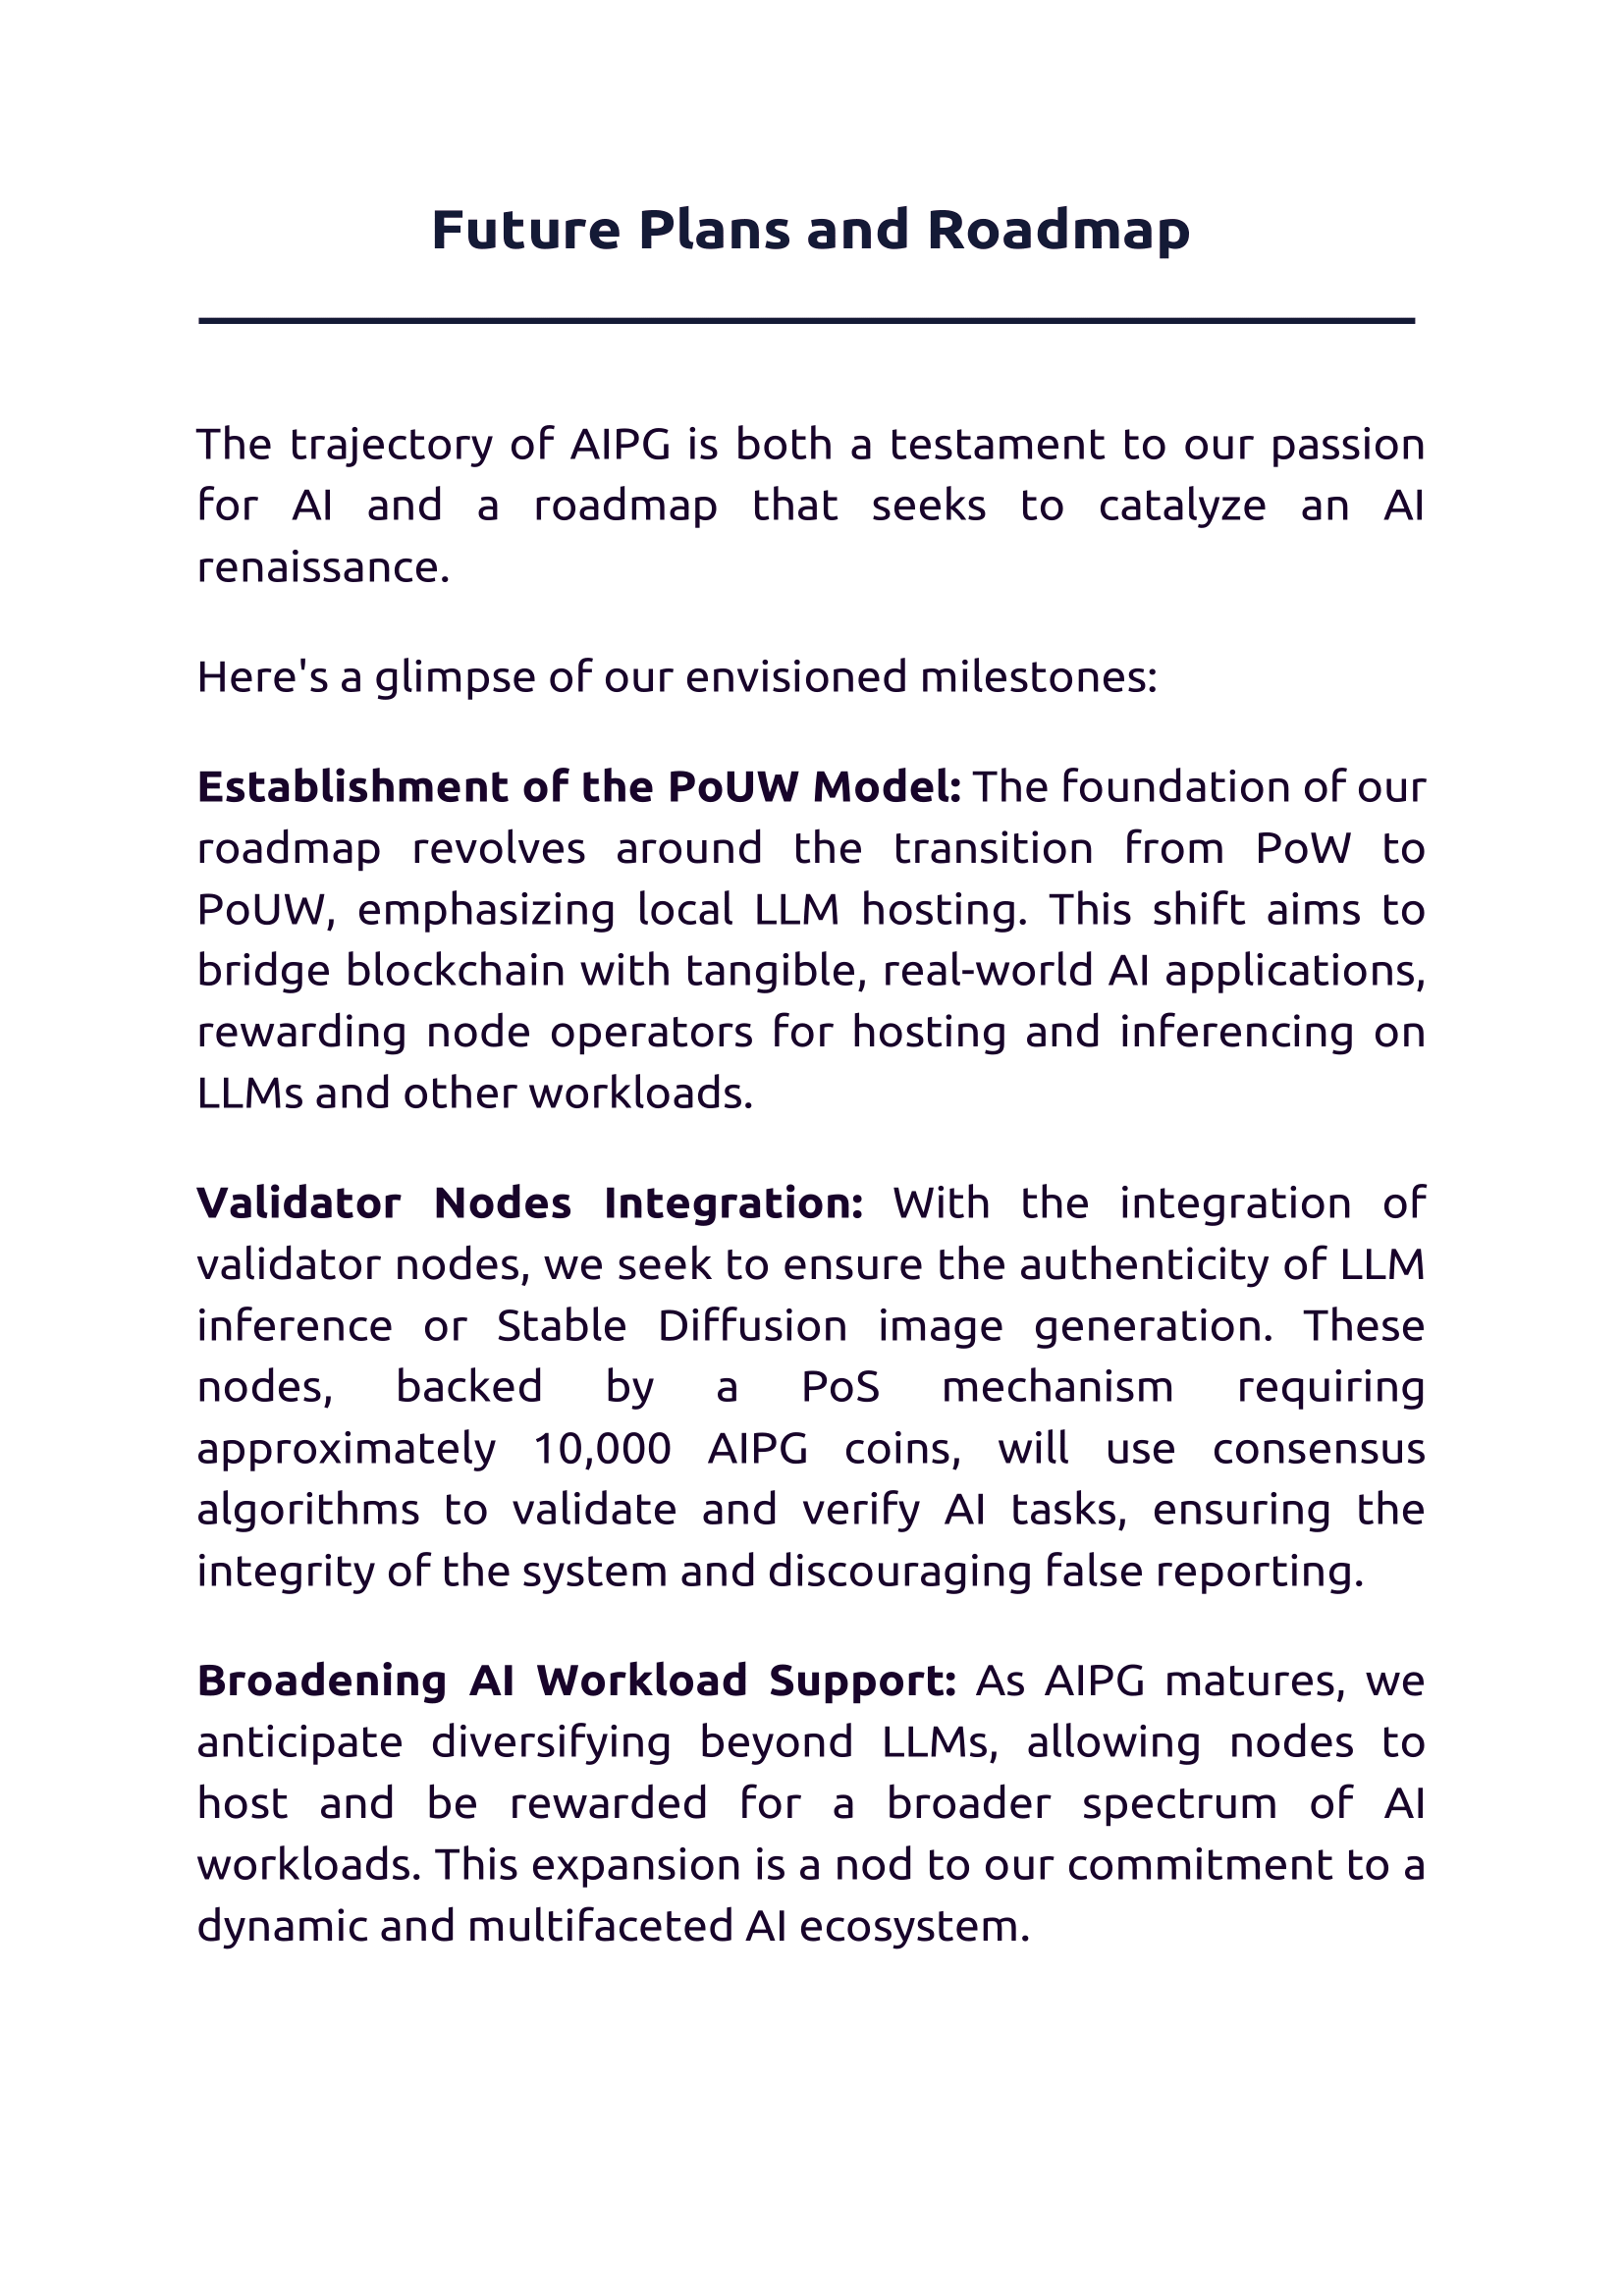 Future Plans and Roadmap
The trajectory of AIPG is both a testament to our passion
for AI and a roadmap that seeks to catalyze an AI
renaissance.
Here's a glimpse of our envisioned milestones:
Establishment of the PoUW Model: The foundation of our
roadmap revolves around the transition from PoW to
PoUW, emphasizing local LLM hosting. This shift aims to
bridge blockchain with tangible, real-world AI applications,
rewarding node operators for hosting and inferencing on
LLMs and other workloads.
Validator Nodes Integration: With the integration of
validator nodes, we seek to ensure the authenticity of LLM
inference or Stable Diffusion image generation. These
nodes, backed by a PoS mechanism requiring
approximately 10,000 AIPG coins, will use consensus
algorithms to validate and verify AI tasks, ensuring the
integrity of the system and discouraging false reporting.
Broadening AI Workload Support: As AIPG matures, we
anticipate diversifying beyond LLMs, allowing nodes to
host and be rewarded for a broader spectrum of AI
workloads. This expansion is a nod to our commitment to a
dynamic and multifaceted AI ecosystem.